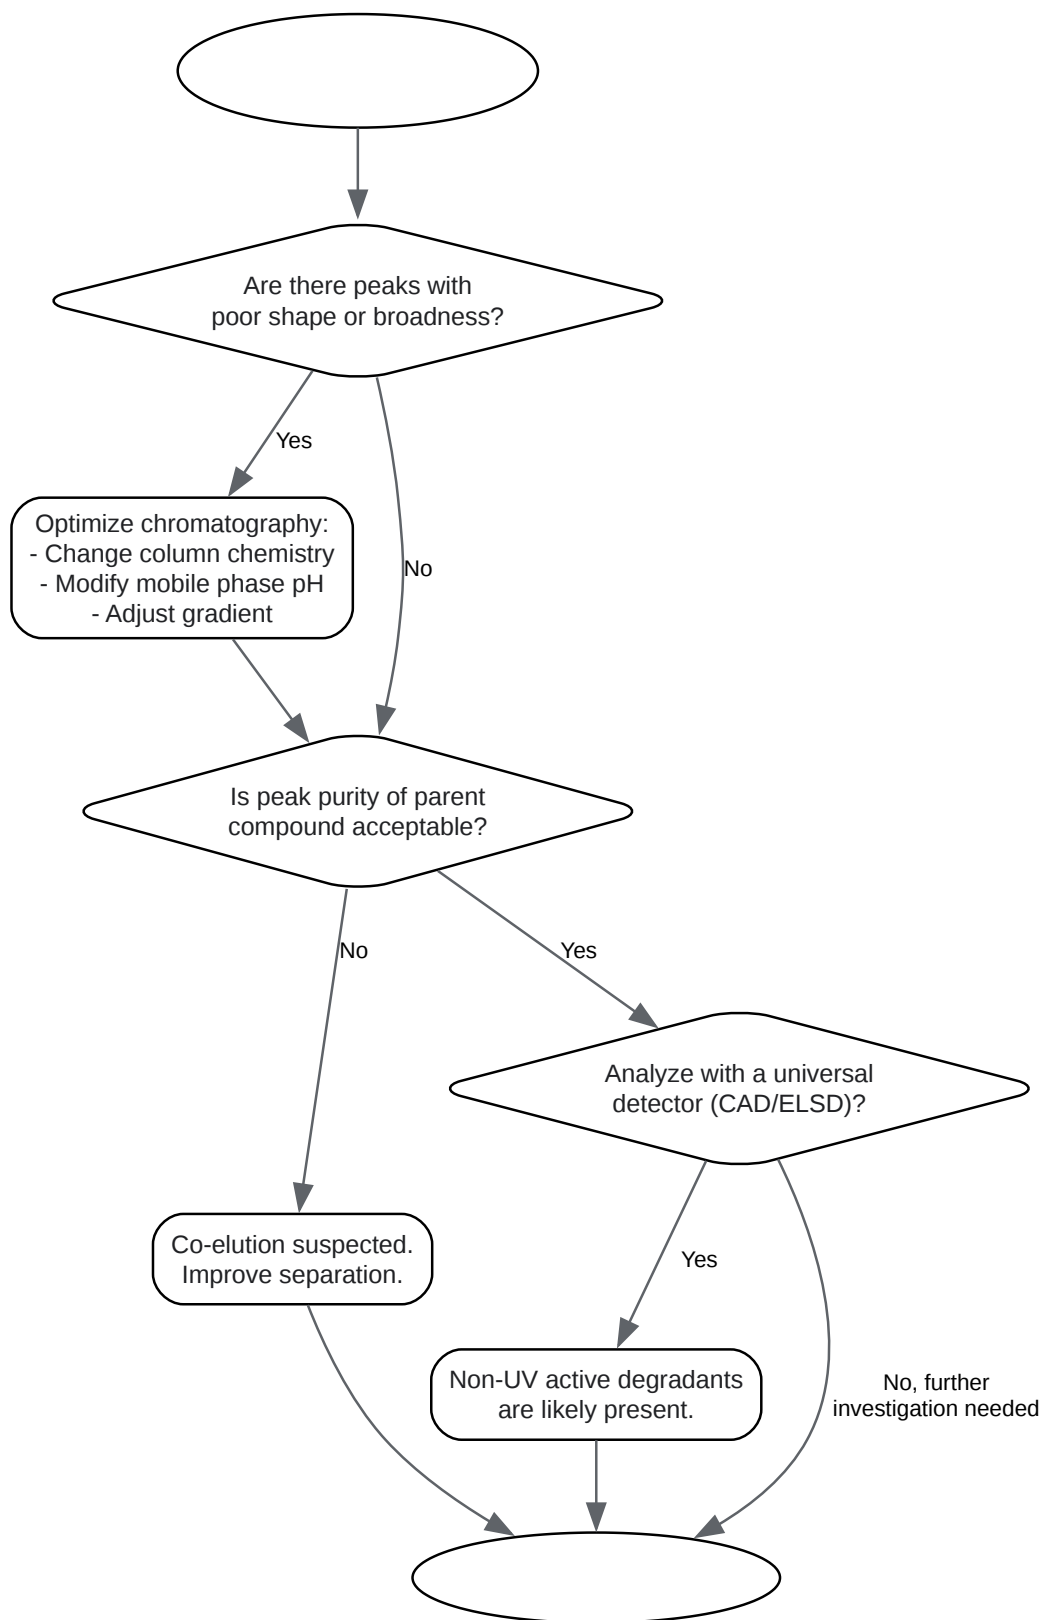 Are there peaks with
poor shape or broadness?
Yes
Optimize chromatography:
- Change column chemistry
- Modify mobile phase pH
- Adjust gradient
No
Is peak purity of parent
compound acceptable?
No
Yes
Analyze with a universal
detector (CAD/ELSD)?
Co-elution suspected.
Improve separation.
Yes
Non-UV active degradants
are likely present.
No, further
investigation needed